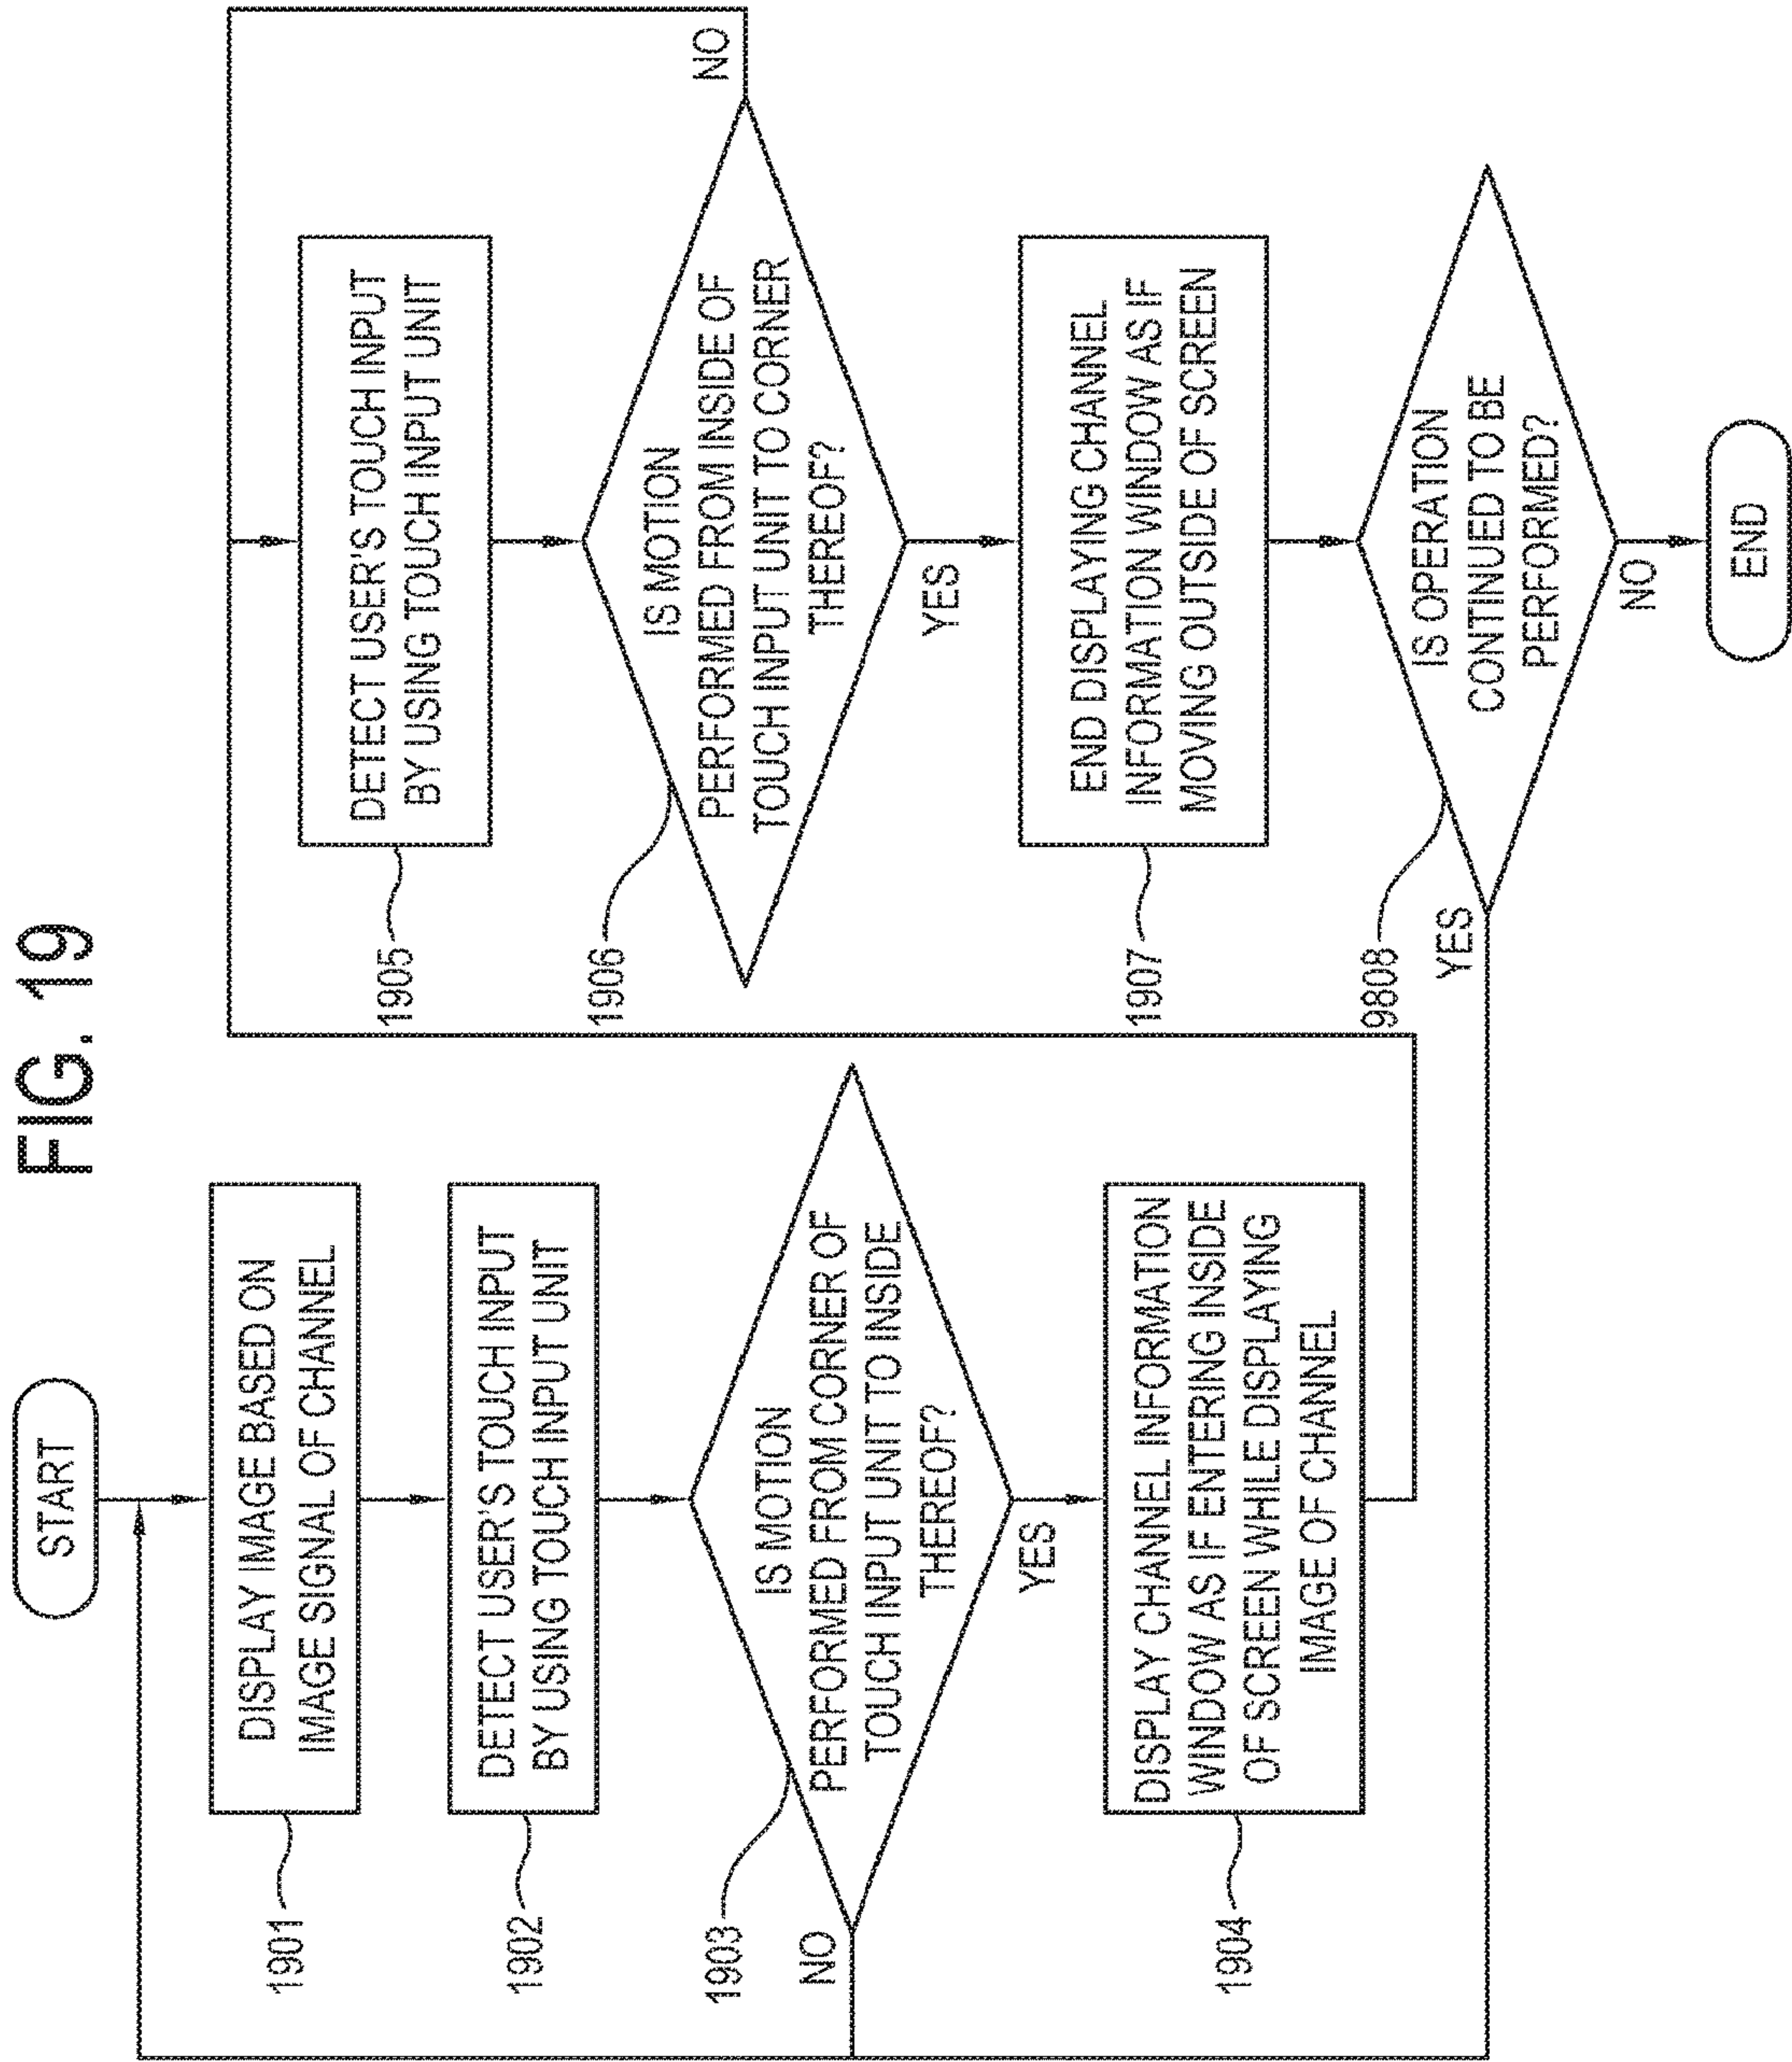 FIG. 19
START
DISPLAY IMAGE BASED ON
IMAGE SIGNAL OF CHANNEL
1901
DETECT USER'S TOUCH INPUT
BY USING TOUCH INPUT UNIT
1902
IS MOTION
PERFORMED FROM CORNER OF
TOUCH INPUT UNIT TO INSIDE
THEREOF?
1903
NO
YES
DISPLAY CHANNEL INFORMATION
WINDOW AS IF ENTERING INSIDE
OF SCREEN WHILE DISPLAYING
IMAGE OF CHANNEL
1904
DETECT USER'S TOUCH INPUT
BY USING TOUCH INPUT UNIT
1905
IS MOTION
PERFORMED FROM INSIDE OF
TOUCH INPUT UNIT TO CORNER
THEREOF?
1906
NO
YES
END DISPLAYING CHANNEL
INFORMATION WINDOW AS IF
MOVING OUTSIDE OF SCREEN
1907
IS OPERATION
CONTINUED TO BE
PERFORMED?
9808
YES
NO
END